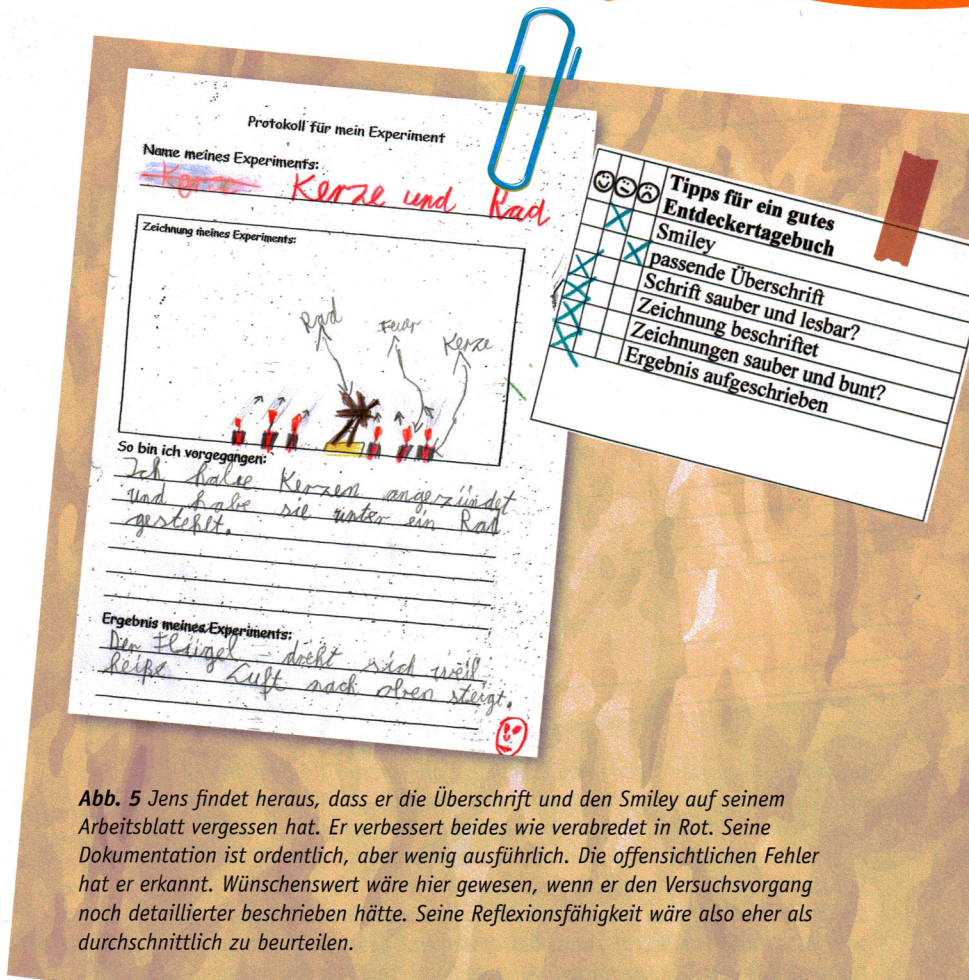 Protokoll für mein Experiment
Name meines Experiments:
Kerze Kerze und Rad
Zeichnung meines Experiments:
Rad
Feuer
Kerze
So bin ich vorgegangen:
Ich habe Kerzen angezündet
und habe sie unter ein Rad
gestehlt.
Ergebnis meines Experiments:
Der Flügel dreht sich weil
heiße Luft nach oben steigt.
Tipps für ein gutes
Entdeckertagebuch
Smiley
passende Überschrift
Schrift sauber und lesbar?
Zeichnung beschriftet
Zeichnungen sauber und bunt?
Ergebnis aufgeschrieben
Abb. 5 Jens findet heraus, dass er die Überschrift und den Smiley auf seinem
Arbeitsblatt vergessen hat. Er verbessert beides wie verabredet in Rot. Seine
Dokumentation ist ordentlich, aber wenig ausführlich. Die offensichtlichen Fehler
hat er erkannt. Wünschenswert wäre hier gewesen, wenn er den Versuchsvorgang
noch detaillierter beschrieben hätte. Seine Reflexionsfähigkeit wäre also eher als
durchschnittlich zu beurteilen.